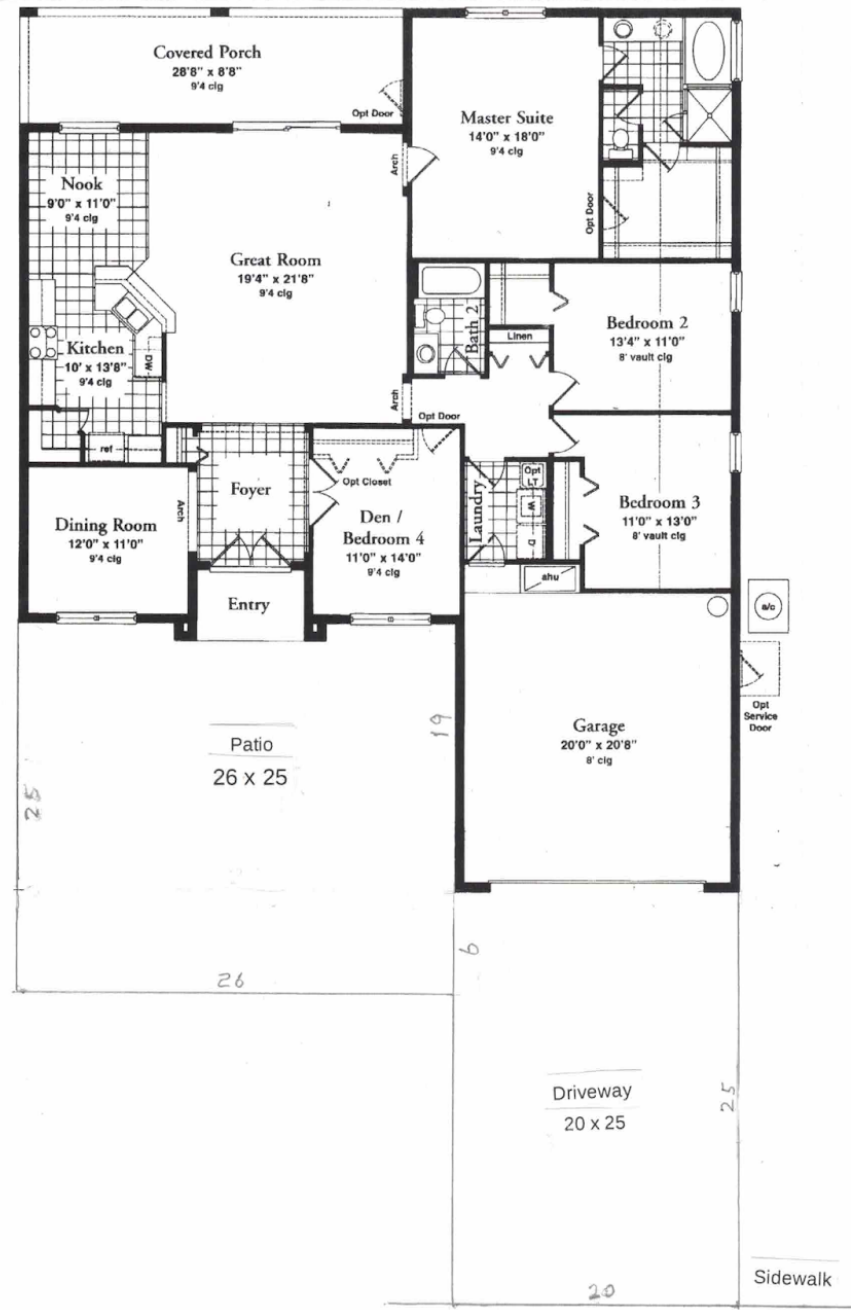 Covered Porch
28'8" x 8'8"
9'4 clg
Opt Door
Master Suite
14'0" x 18'0"
9'4 clg
Arch
Opt Door
Nook
9'0" x 11'0"
9'4 clg
Great Room
19'4" x 21'8"
9'4 clg
Bath 2
Linen
Bedroom 2
13'4" x 11'0"
8' vault clg
Kitchen
10' x 13'8"
9'4 clg
DW
Arch
Opt Door
ref
Opt Closet
Foyer
Arch
Dining Room
12'0" x 11'0"
9'4 clg
Den /
Bedroom 4
11'0" x 14'0"
9'4 clg
Laundry
Opt
LT
W
D
Bedroom 3
11'0" x 13'0"
8' vault clg
ahu
Entry
a/c
Opt
Service
Door
Garage
20'0" x 20'8"
8' clg
Patio
26 x 25
19
25
26
6
Driveway
20 x 25
25
20
Sidewalk